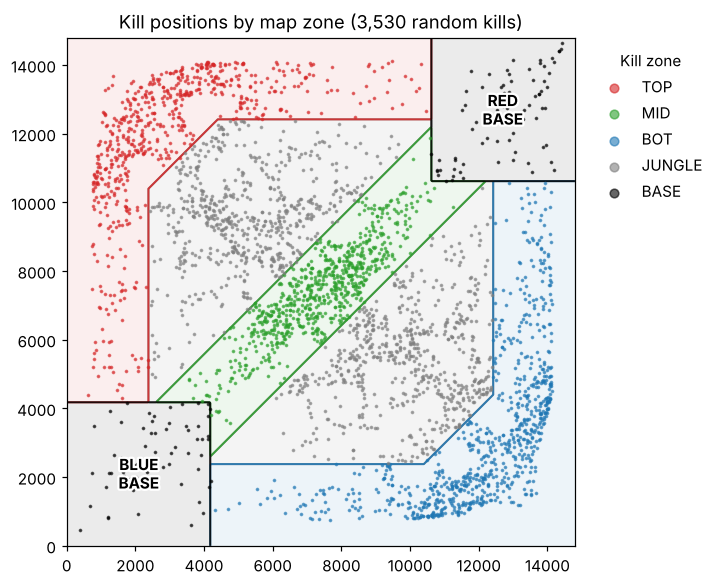 Kill positions by map zone (3,530 random kills)
14000
12000
10000
8000
6000
4000
2000
0
0
2000
4000
6000
8000
10000
12000
14000
RED
BASE
BLUE
BASE
Kill zone
TOP
MID
BOT
JUNGLE
BASE